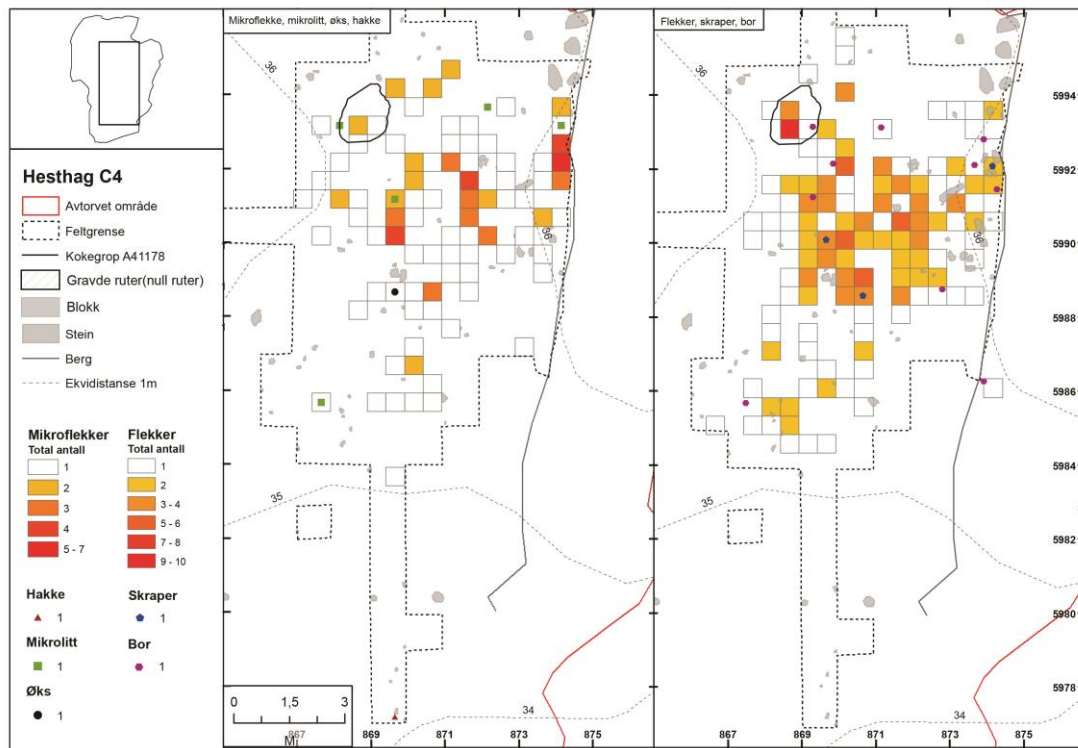 Hesthag C4
Avtorvet område
Feltgrense
Kokegrop A41178
Gravde ruter(null ruter)
Blokk
Stein
Berg
Ekvidistanse 1m
Mikroflekker
Total antall
1
2
3
4
5 - 7
Flekker
Total antall
1
2
3 - 4
5 - 6
7 - 8
9 - 10
Hakke
1
Mikrolitt
1
Øks
1
Skraper
1
Bor
1
Mikroflekke, mikrolitt, øks, hakke
36
36
35
34
0 1,5 3
M
867 869 871 873 875
Flekker, skraper, bor
36
36
35
34
5994
5992
5990
5988
5986
5984
5982
5980
5978
867 869 871 873 875